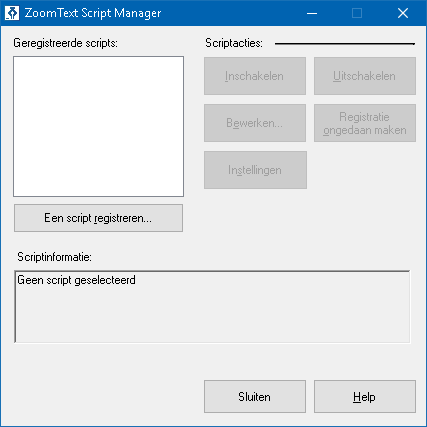 ZoomText Script Manager
Geregistreerde scripts:
Scriptacties:
Inschakelen
Uitschakelen
Bewerken...
Registratie
ongedaan maken
Instellingen
Een script registreren...
Scriptinformatie:
Geen script geselecteerd
Sluiten
Help